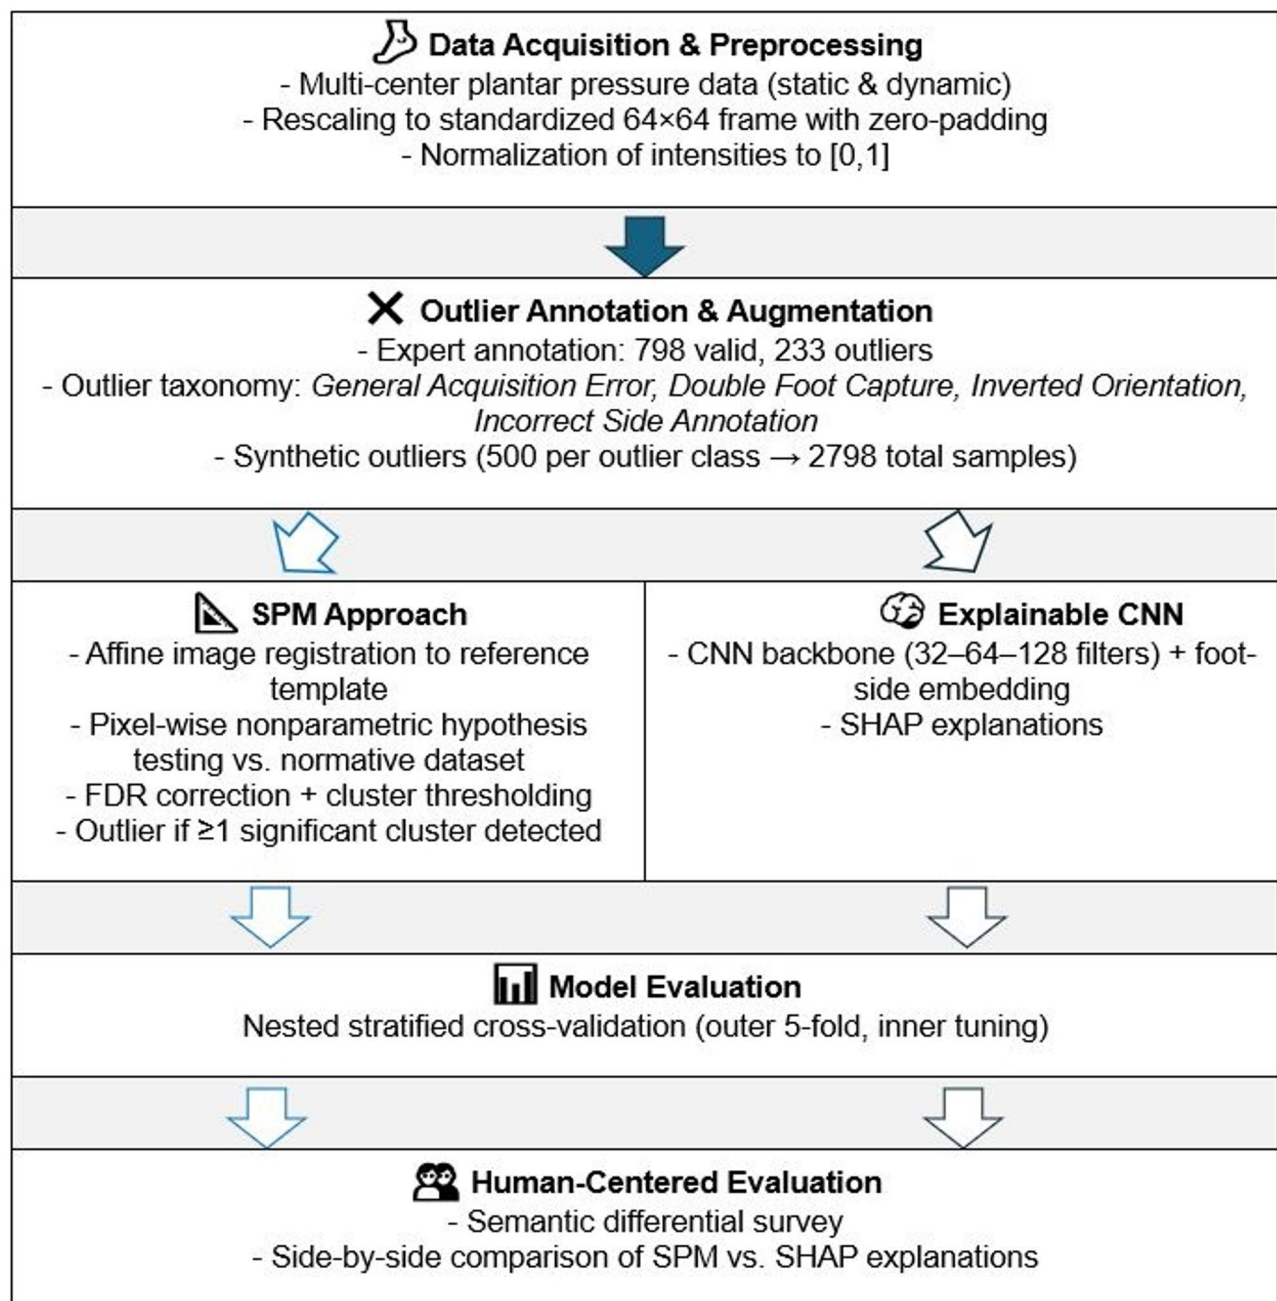 Data Acquisition & Preprocessing
- Multi-center plantar pressure data (static & dynamic)
- Rescaling to standardized 64×64 frame with zero-padding
- Normalization of intensities to [0,1]
Outlier Annotation & Augmentation
- Expert annotation: 798 valid, 233 outliers
- Outlier taxonomy: General Acquisition Error, Double Foot Capture, Inverted Orientation,
Incorrect Side Annotation
- Synthetic outliers (500 per outlier class → 2798 total samples)
SPM Approach
- Affine image registration to reference
template
- Pixel-wise nonparametric hypothesis
testing vs. normative dataset
- FDR correction + cluster thresholding
- Outlier if ≥1 significant cluster detected
Explainable CNN
- CNN backbone (32–64–128 filters) + foot-
side embedding
- SHAP explanations
Model Evaluation
Nested stratified cross-validation (outer 5-fold, inner tuning)
Human-Centered Evaluation
- Semantic differential survey
- Side-by-side comparison of SPM vs. SHAP explanations